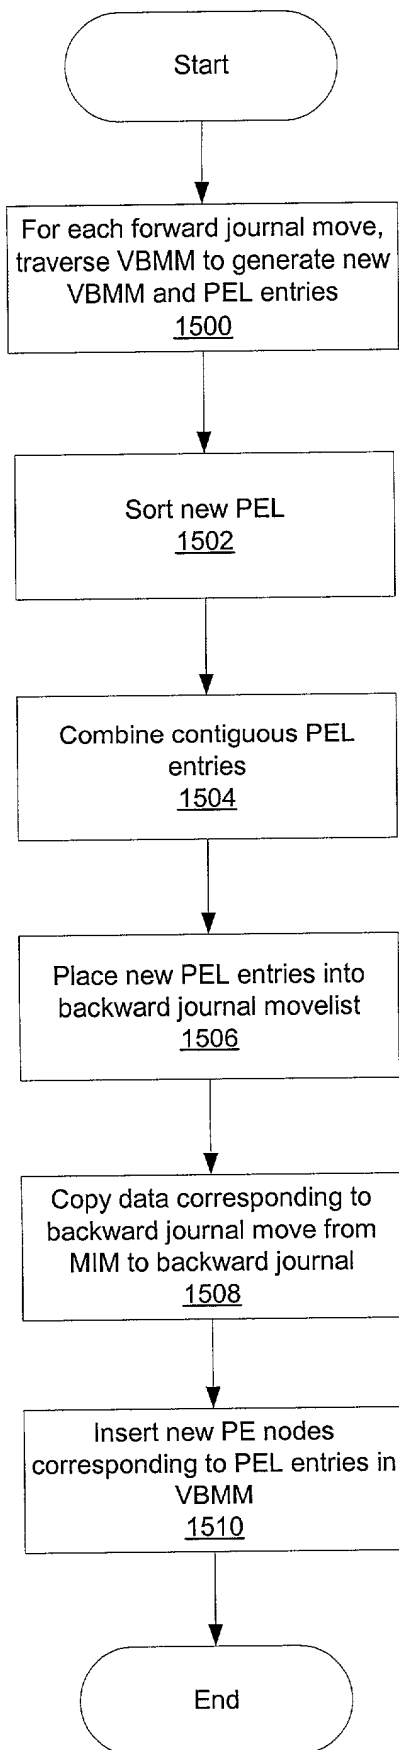 Start
For each forward journal move,
traverse VBMM to generate new
VBMM and PEL entries
1500
Sort new PEL
1502
Combine contiguous PEL
entries
1504
Place new PEL entries into
backward journal movelist
1506
Copy data corresponding to
backward journal move from
MIM to backward journal
1508
Insert new PE nodes
corresponding to PEL entries in
VBMM
1510
End